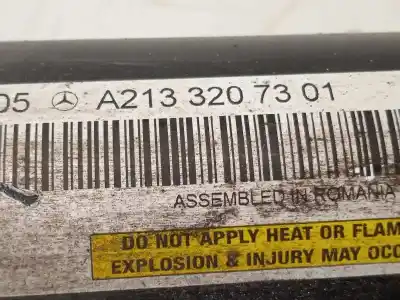 05 A213 320 73 01
ASSEMBLED IN ROMANIA
DO NOT APPLY HEAT OR FLAM
EXPLOSION & INJURY MAY OCC